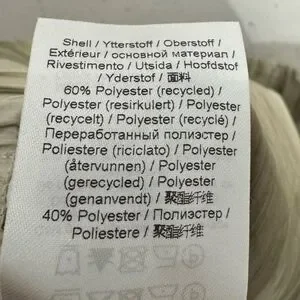 Shell / Ytterstoff / Oberstoff /
Extérieur / основной материал /
Rivestimento / Utsida / Hoofdstof
/ Yderstof / 面料
60% Polyester (recycled) /
Polyester (resirkulert) / Polyester
(recycelt) / Polyester (recyclé) /
Переработанный полиэстер /
Poliestere (riciclato) / Polyester
(återvunnen) / Polyester
(gerecycled) / Polyester
(genanvendt) / 聚酯纤维
40% Polyester / Полиэстер /
Poliestere / 聚酯纤维